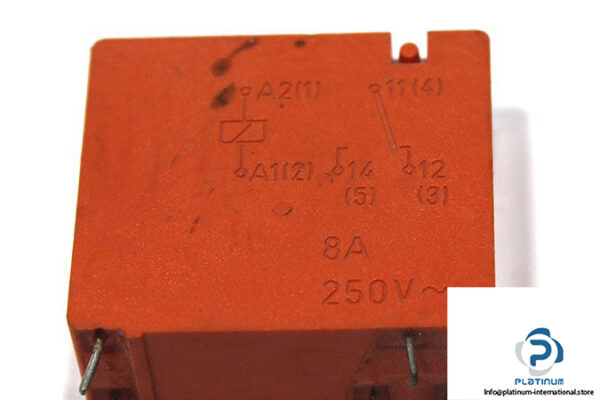 A2(1) 11(4)
A1(2) 14 12
(5) (3)
8A
250V~
PLATINUM
Info@platinum-international.store